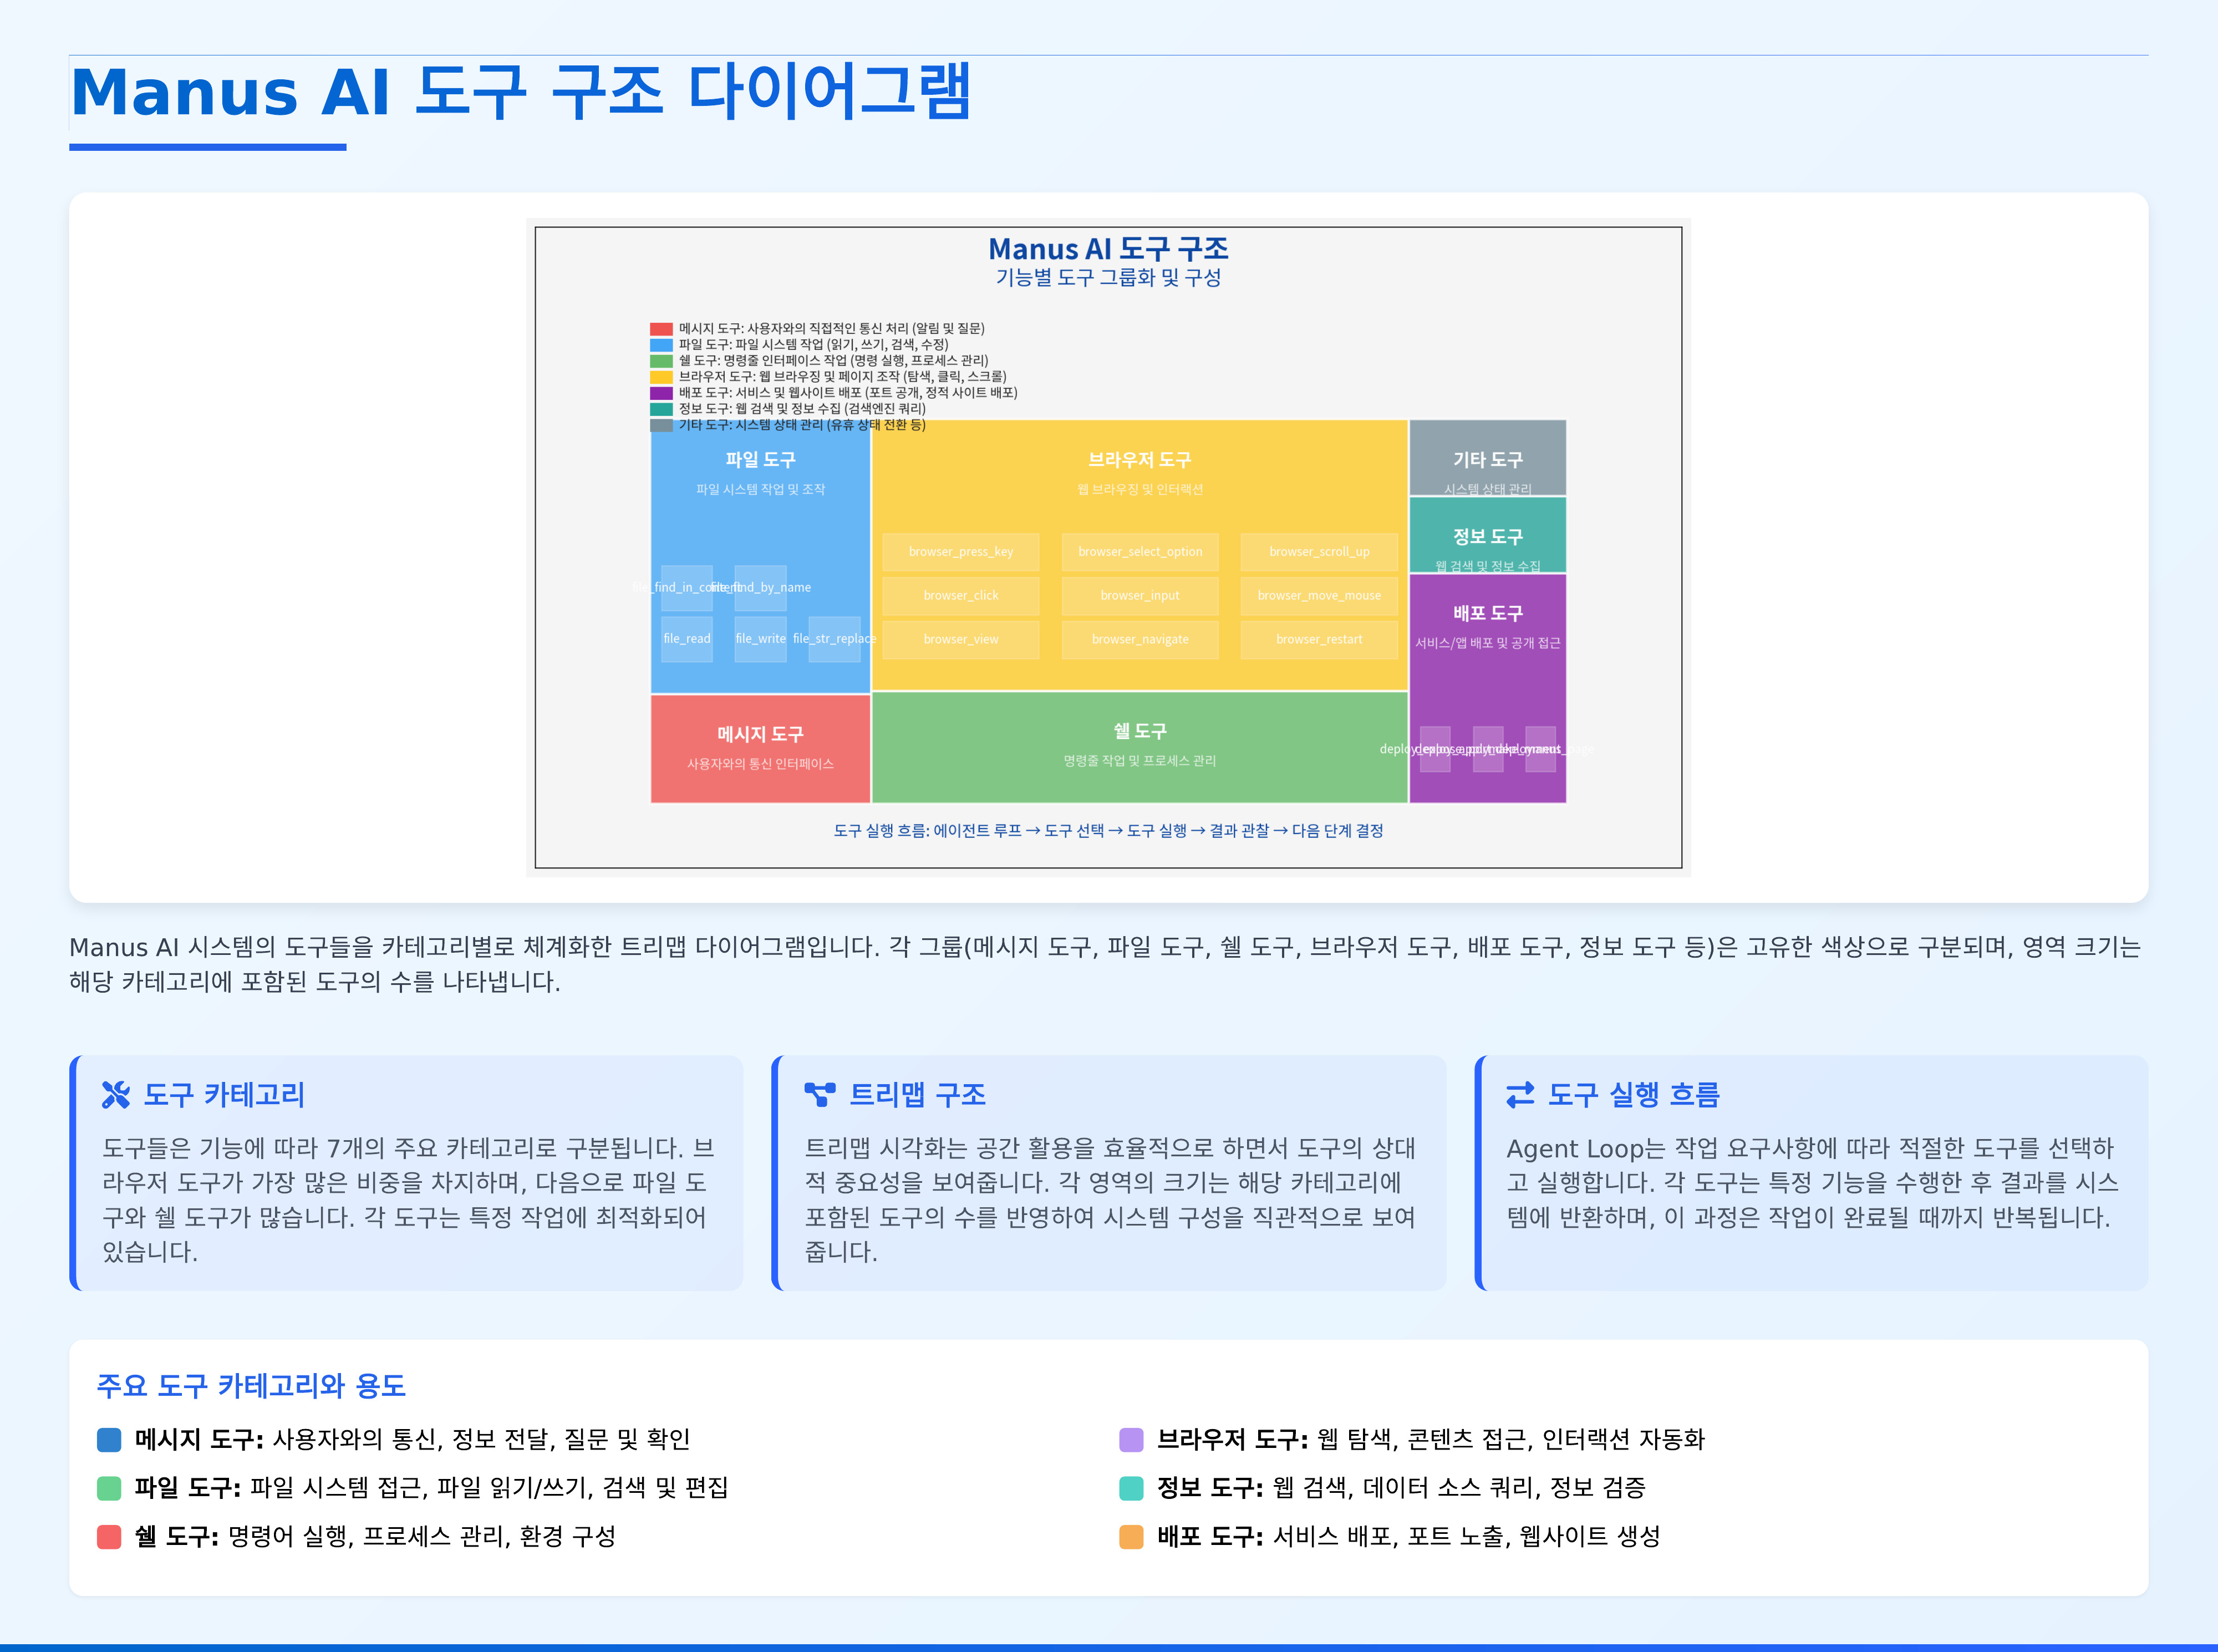 Manus AI 도구 구조 다이어그램
Manus AI 도구 구조
기능별 도구 그룹화 및 구성
메시지 도구: 사용자와의 직접적인 통신 처리 (알림 및 질문)
파일 도구: 파일 시스템 작업 (읽기, 쓰기, 검색, 수정)
쉘 도구: 명령줄 인터페이스 작업 (명령 실행, 프로세스 관리)
브라우저 도구: 웹 브라우징 및 페이지 조작 (탐색, 클릭, 스크롤)
배포 도구: 서비스 및 웹사이트 배포 (포트 공개, 정적 사이트 배포)
정보 도구: 웹 검색 및 정보 수집 (검색엔진 쿼리)
기타 도구: 시스템 상태 관리 (유휴 상태 전환 등)
파일 도구
파일 시스템 작업 및 조작
file_find_in_content file_find_by_name
file_read file_write file_str_replace
브라우저 도구
웹 브라우징 및 인터랙션
browser_press_key browser_select_option browser_scroll_up
browser_click browser_input browser_move_mouse
browser_view browser_navigate browser_restart
기타 도구
시스템 상태 관리
정보 도구
웹 검색 및 정보 수집
배포 도구
서비스/앱 배포 및 공개 접근
메시지 도구
사용자와의 통신 인터페이스
쉘 도구
명령줄 작업 및 프로세스 관리
도구 실행 흐름: 에이전트 루프 → 도구 선택 → 도구 실행 → 결과 관찰 → 다음 단계 결정
Manus AI 시스템의 도구들을 카테고리별로 체계화한 트리맵 다이어그램입니다. 각 그룹(메시지 도구, 파일 도구, 쉘 도구, 브라우저 도구, 배포 도구, 정보 도구 등)은 고유한 색상으로 구분되며, 영역 크기는
해당 카테고리에 포함된 도구의 수를 나타냅니다.
도구 카테고리
도구들은 기능에 따라 7개의 주요 카테고리로 구분됩니다. 브
라우저 도구가 가장 많은 비중을 차지하며, 다음으로 파일 도
구와 쉘 도구가 많습니다. 각 도구는 특정 작업에 최적화되어
있습니다.
트리맵 구조
트리맵 시각화는 공간 활용을 효율적으로 하면서 도구의 상대
적 중요성을 보여줍니다. 각 영역의 크기는 해당 카테고리에
포함된 도구의 수를 반영하여 시스템 구성을 직관적으로 보여
줍니다.
도구 실행 흐름
Agent Loop는 작업 요구사항에 따라 적절한 도구를 선택하
고 실행합니다. 각 도구는 특정 기능을 수행한 후 결과를 시스
템에 반환하며, 이 과정은 작업이 완료될 때까지 반복됩니다.
주요 도구 카테고리와 용도
메시지 도구: 사용자와의 통신, 정보 전달, 질문 및 확인
파일 도구: 파일 시스템 접근, 파일 읽기/쓰기, 검색 및 편집
쉘 도구: 명령어 실행, 프로세스 관리, 환경 구성
브라우저 도구: 웹 탐색, 콘텐츠 접근, 인터랙션 자동화
정보 도구: 웹 검색, 데이터 소스 쿼리, 정보 검증
배포 도구: 서비스 배포, 포트 노출, 웹사이트 생성